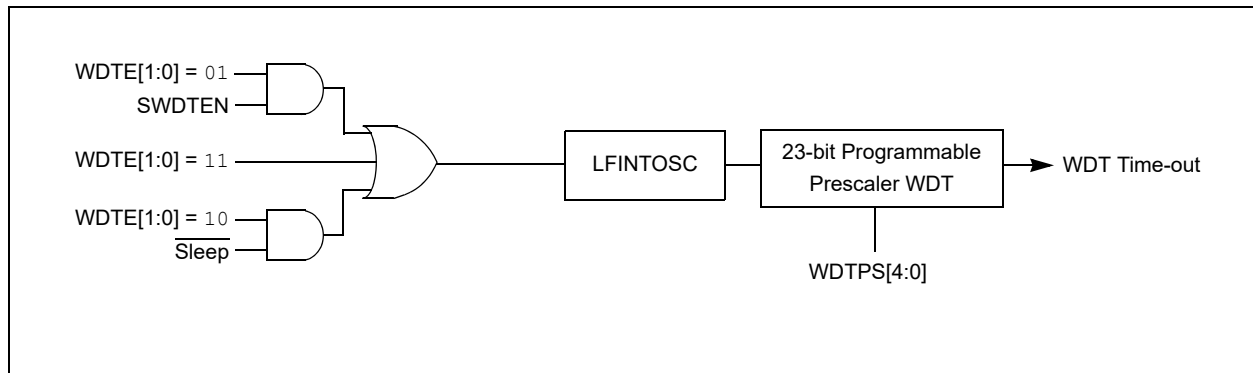 WDTE[1:0] = 01
SWDTEN
WDTE[1:0] = 11
WDTE[1:0] = 10
Sleep
LFINTOSC
23-bit Programmable
Prescaler WDT
WDT Time-out
WDTPS[4:0]